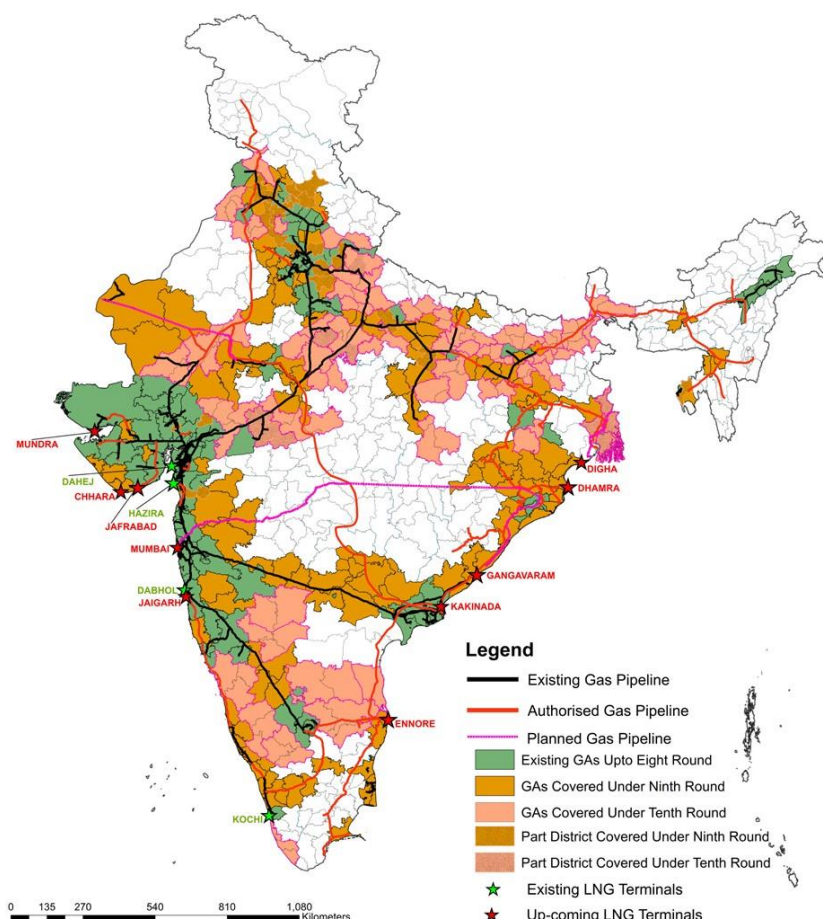 MUNDRA
DAHEJ
CHHARA
HAZIRA
JAFRABAD
MUMBAI
DABHOL
JAIGARH
KOCHI
DIGHA
DHAMRA
GANGAVARAM
KAKINADA
ENNORE
Legend
Existing Gas Pipeline
Authorised Gas Pipeline
Planned Gas Pipeline
Existing GAs Upto Eight Round
GAs Covered Under Ninth Round
GAs Covered Under Tenth Round
Part District Covered Under Ninth Round
Part District Covered Under Tenth Round
Existing LNG Terminals
Up-coming LNG Terminals
0 135 270 540 810 1,080
Kilometers